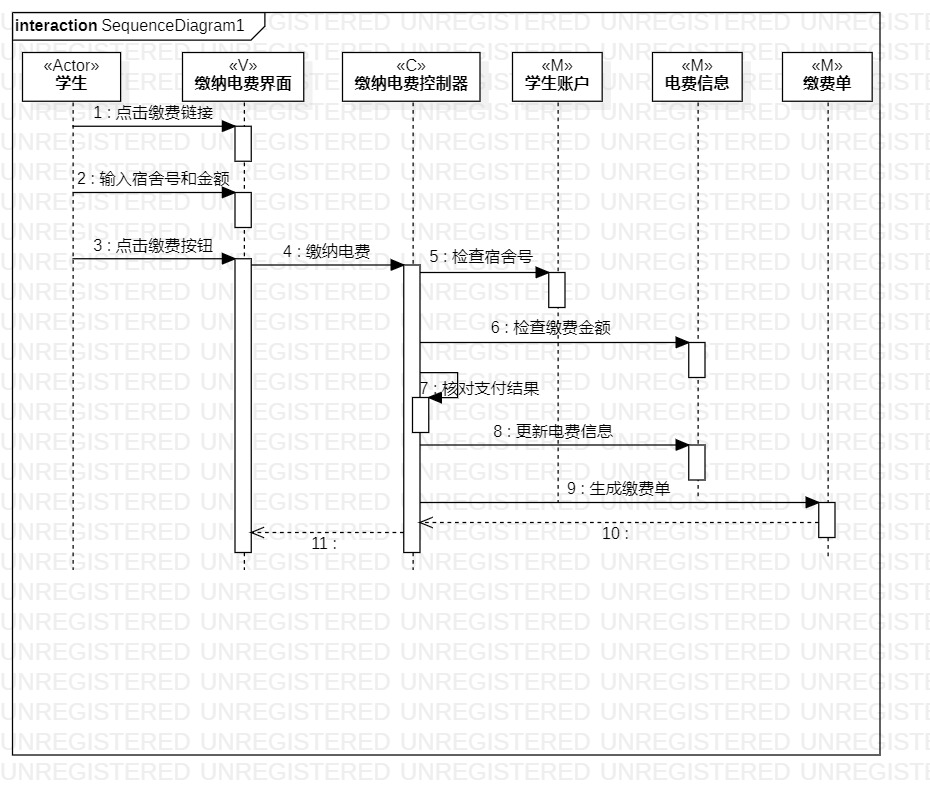 interaction SequenceDiagram1
«Actor»
学生
«V»
缴纳电费界面
«C»
缴纳电费控制器
«M»
学生账户
«M»
电费信息
«M»
缴费单
1 : 点击缴费链接
2 : 输入宿舍号和金额
3 : 点击缴费按钮
4 : 缴纳电费
5 : 检查宿舍号
6 : 检查缴费金额
7 : 核对支付结果
8 : 更新电费信息
9 : 生成缴费单
10 :
11 :
UNREGISTERED